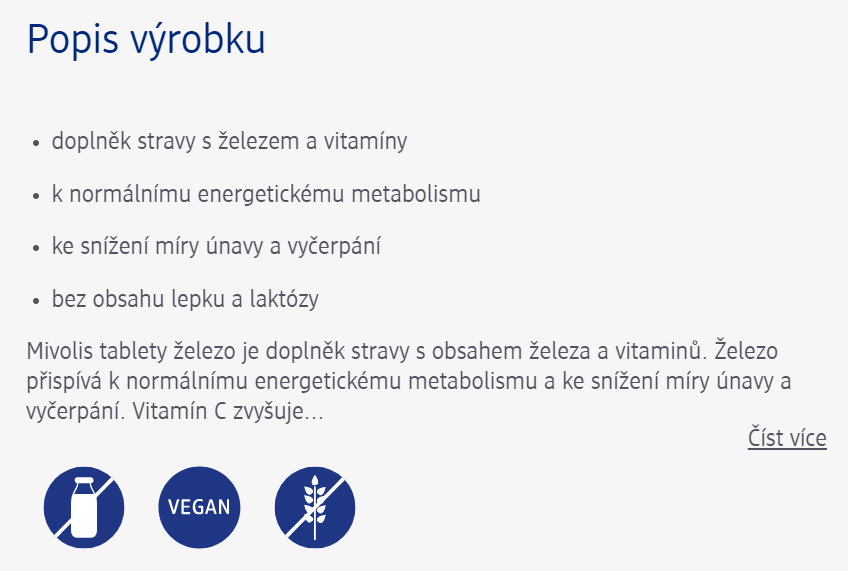 Popis výrobku
• doplněk stravy s železem a vitamíny
• k normálnímu energetickému metabolismu
• ke snížení míry únavy a vyčerpání
• bez obsahu lepku a laktózy
Mivolis tablety železo je doplněk stravy s obsahem železa a vitaminů. Železo
přispívá k normálnímu energetickému metabolismu a ke snížení míry únavy a
vyčerpání. Vitamín C zvyšuje...
Číst více
VEGAN